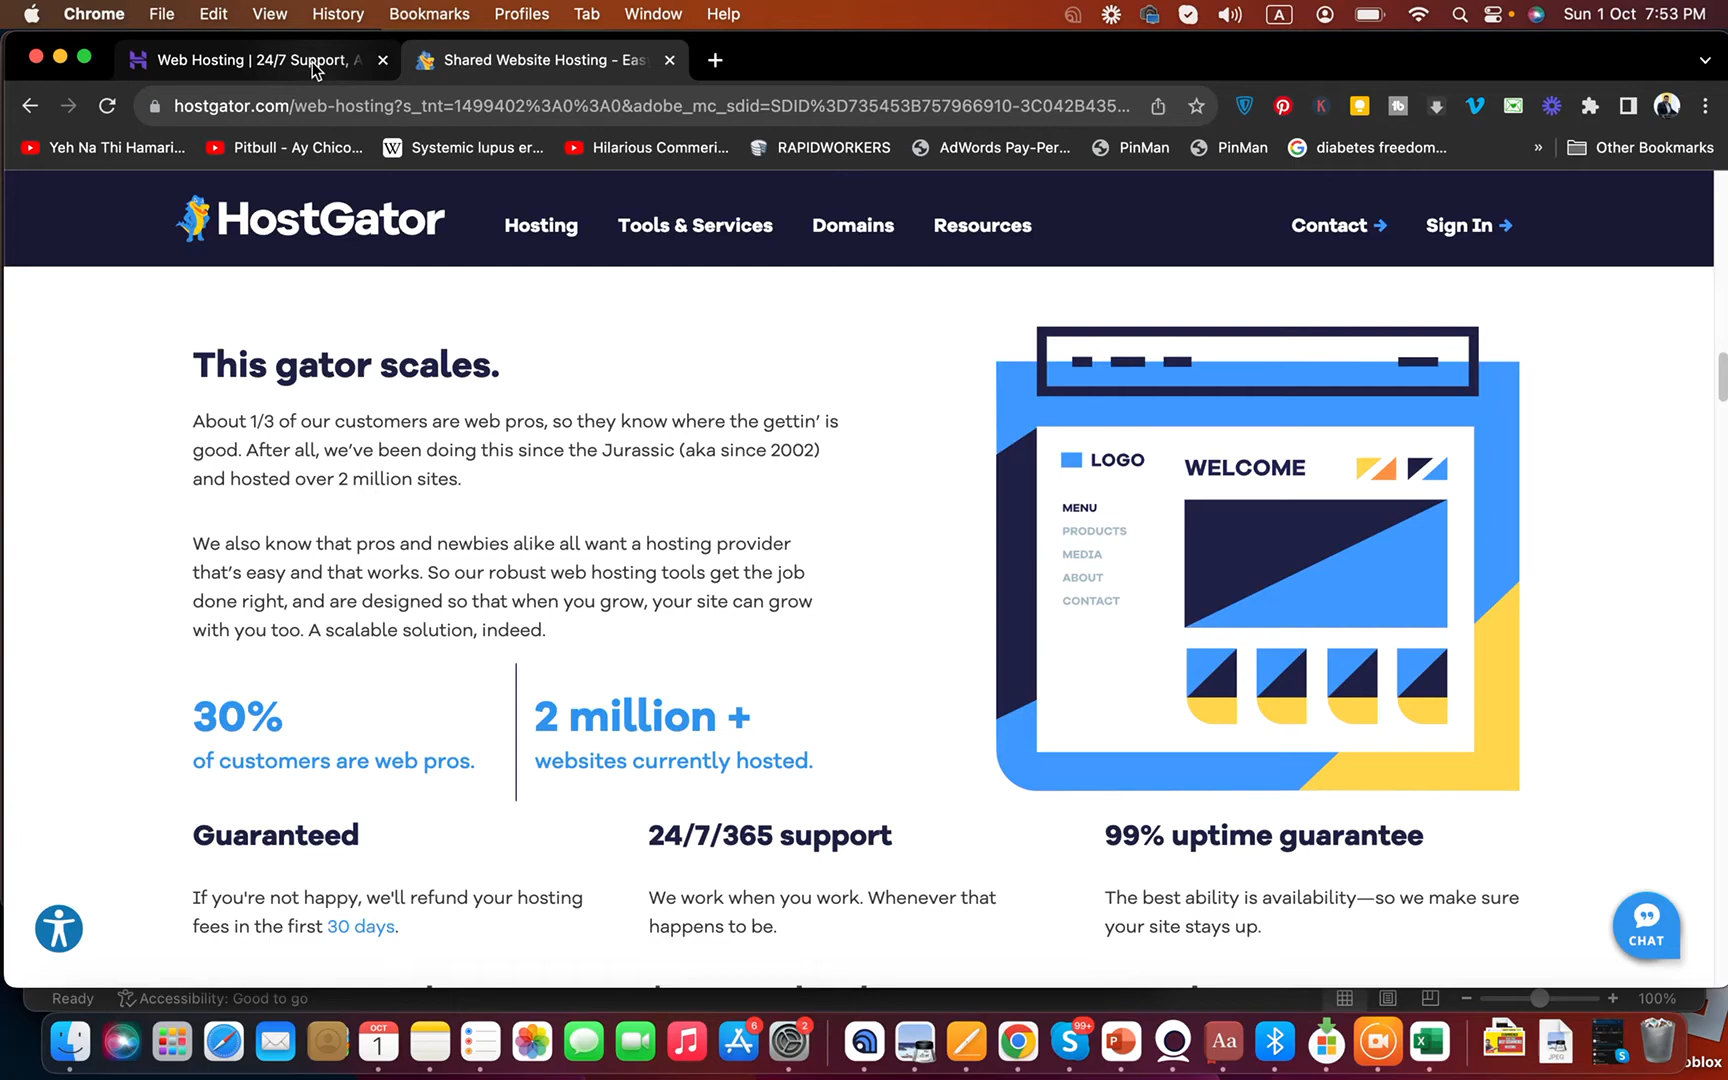 Chrome File Edit View History Bookmarks Profiles Tab Window Help
A
Sun 1 Oct 7:53 PM
Web Hosting | 24/7 Support, A
Shared Website Hosting - Eas
hostgator.com/web-hosting?s_tnt=1499402%3A0%3A0&adobe_mc_sdid=SDID%3D735453B757966910-3C042B435...
Yeh Na Thi Hamari...
Pitbull - Ay Chico...
Systemic lupus er...
Hilarious Commeri...
RAPIDWORKERS
AdWords Pay-Per...
PinMan
PinMan
diabetes freedom...
»
Other Bookmarks
HostGator
Hosting
Tools & Services
Domains
Resources
Contact
Sign In
This gator scales.
About 1/3 of our customers are web pros, so they know where the gettin’ is
good. After all, we’ve been doing this since the Jurassic (aka since 2002)
and hosted over 2 million sites.
We also know that pros and newbies alike all want a hosting provider
that’s easy and that works. So our robust web hosting tools get the job
done right, and are designed so that when you grow, your site can grow
with you too. A scalable solution, indeed.
LOGO
WELCOME
MENU
PRODUCTS
MEDIA
ABOUT
CONTACT
30%
of customers are web pros.
2 million +
websites currently hosted.
Guaranteed
If you're not happy, we'll refund your hosting
fees in the first 30 days.
24/7/365 support
We work when you work. Whenever that
happens to be.
99% uptime guarantee
The best ability is availability—so we make sure
your site stays up.
CHAT
Ready
Accessibility: Good to go
100%
OCT
1
6
2
99+
Aa
JPEG
oblox